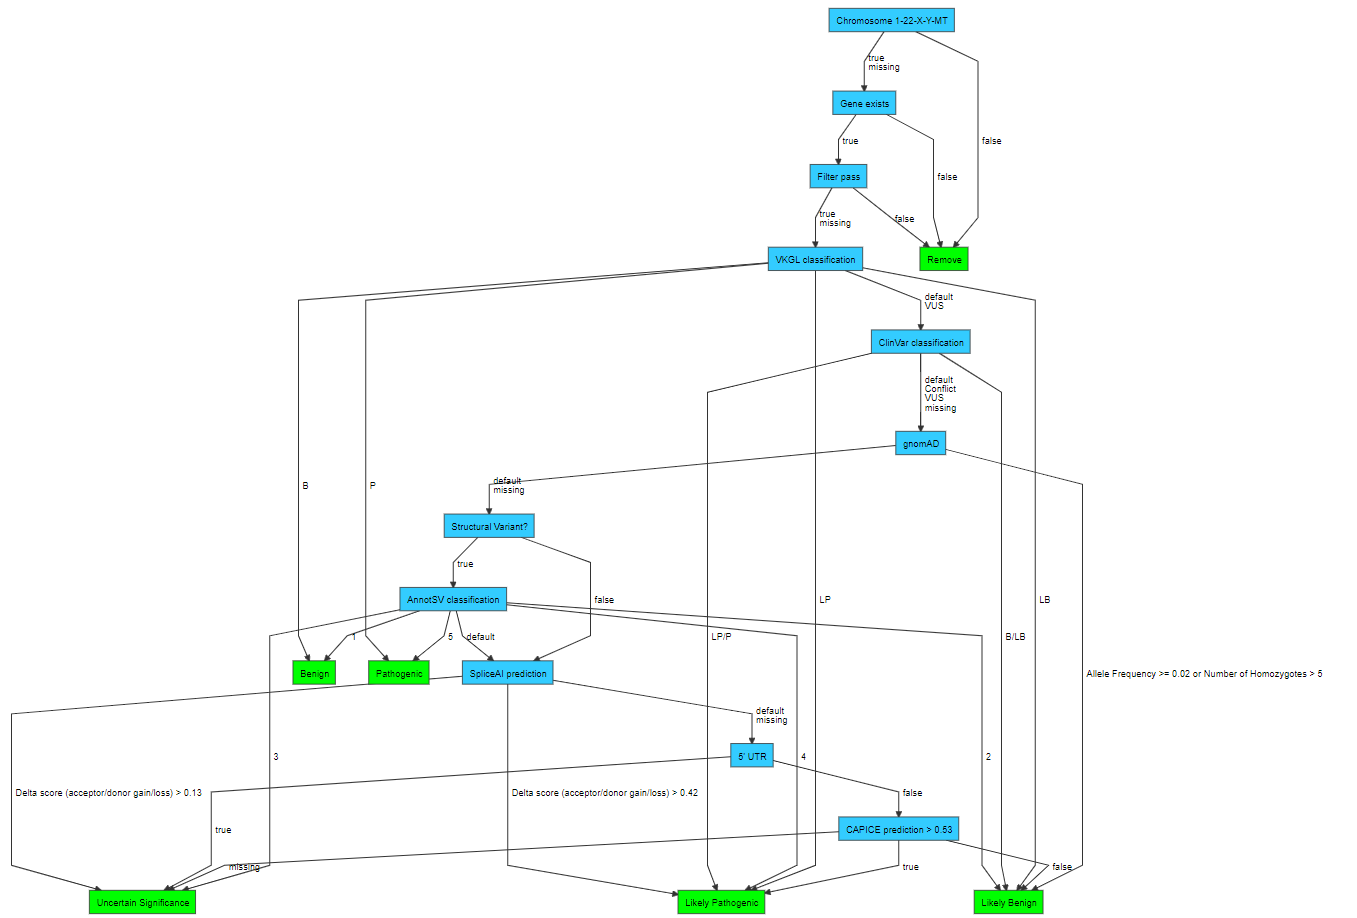 Chromosome 1-22-X-Y-MT
true
missing
Gene exists
true
false
Filter pass
false
true
missing
false
VKGL classification
Remove
default
VUS
ClinVar classification
default
Conflict
VUS
missing
gnomAD
default
missing
B
P
Structural Variant?
true
AnnotSV classification
false
LP
LB
1
5
default
LP/P
B/LB
Benign
Pathogenic
SpliceAI prediction
Allele Frequency >= 0.02 or Number of Homozygotes > 5
default
missing
3
5' UTR
4
2
Delta score (acceptor/donor gain/loss) > 0.13
Delta score (acceptor/donor gain/loss) > 0.42
false
true
CAPICE prediction > 0.53
missing
true
false
Uncertain Significance
Likely Pathogenic
Likely Benign